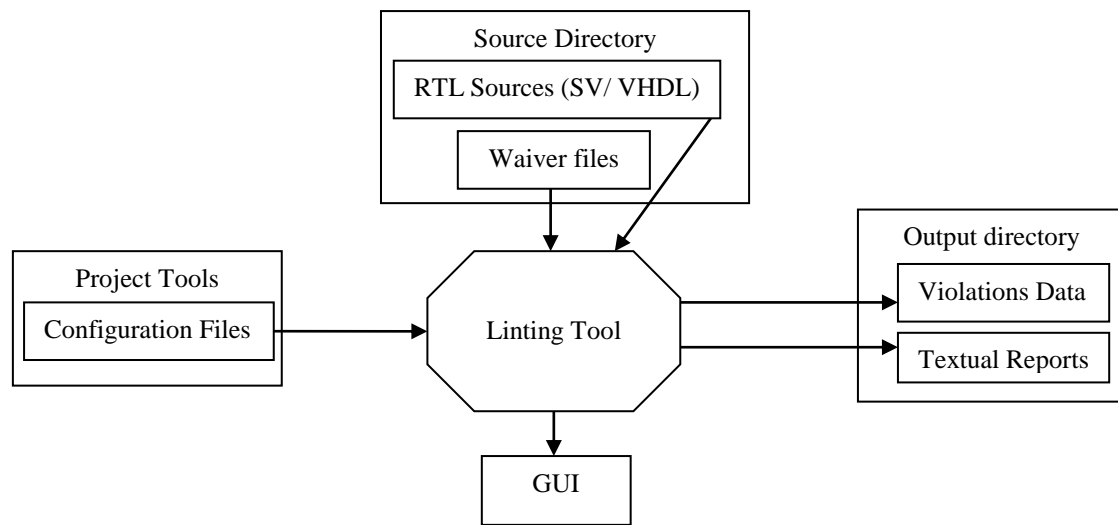 Source Directory
RTL Sources (SV/ VHDL)
Waiver files
Project Tools
Configuration Files
Linting Tool
Output directory
Violations Data
Textual Reports
GUI